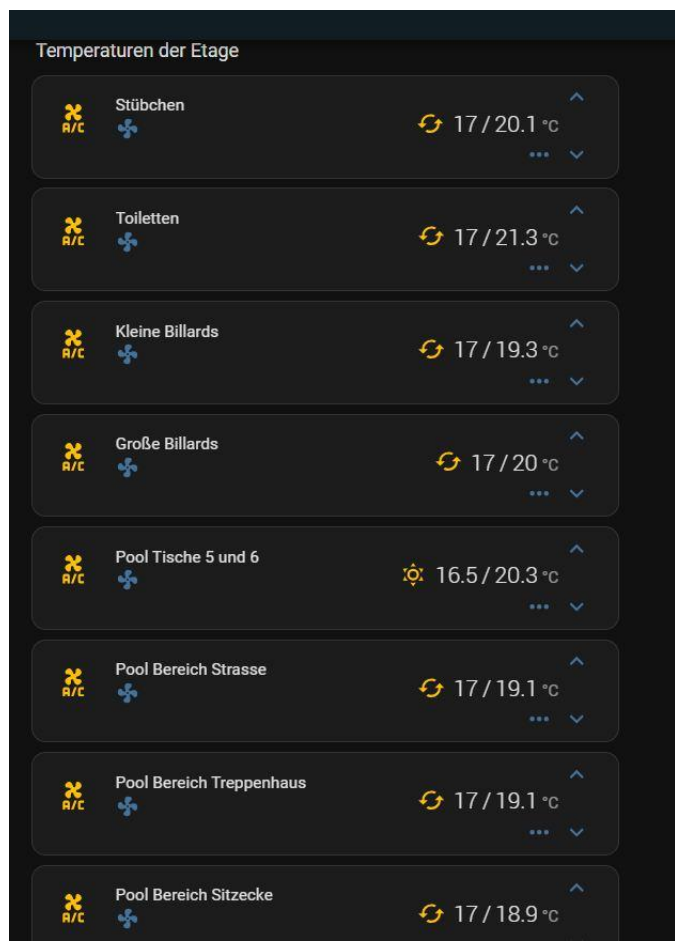 Temperaturen der Etage
A/C
Stübchen
17 / 20.1 °C
A/C
Toiletten
17 / 21.3 °C
A/C
Kleine Billards
17 / 19.3 °C
A/C
Große Billards
17 / 20 °C
A/C
Pool Tische 5 und 6
16.5 / 20.3 °C
A/C
Pool Bereich Strasse
17 / 19.1 °C
A/C
Pool Bereich Treppenhaus
17 / 19.1 °C
A/C
Pool Bereich Sitzecke
17 / 18.9 °C